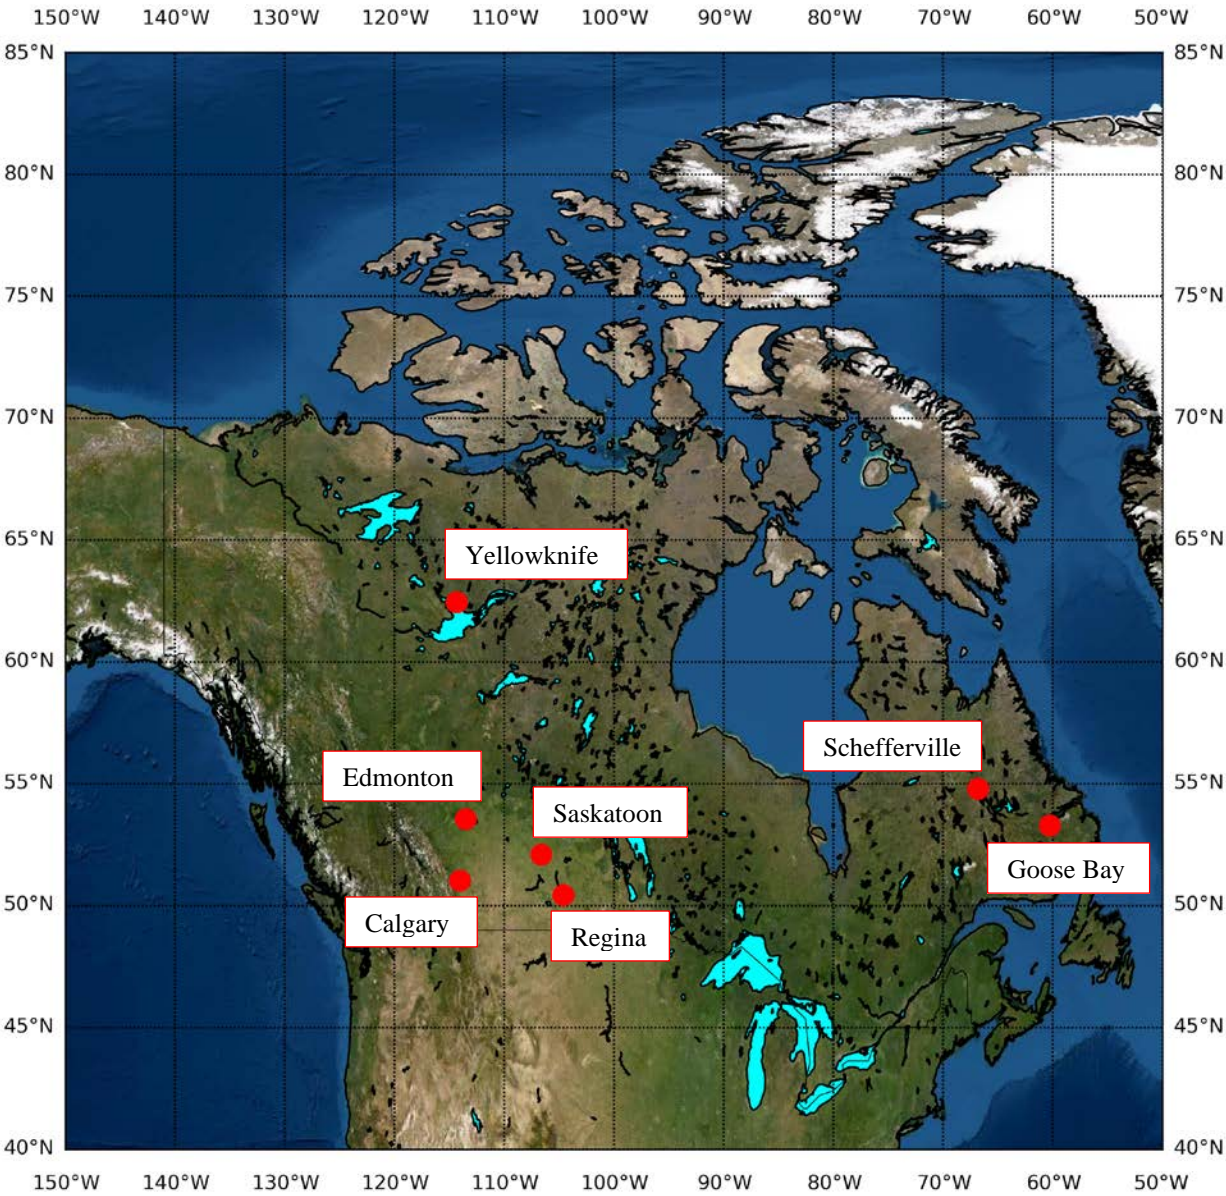 150°W 140°W 130°W 120°W 110°W 100°W 90°W 80°W 70°W 60°W 50°W
85°N 85°N
80°N 80°N
75°N 75°N
70°N 70°N
65°N 65°N
Yellowknife
60°N 60°N
Schefferville
Edmonton
55°N 55°N
Saskatoon
Goose Bay
50°N 50°N
Calgary
Regina
45°N 45°N
40°N 40°N
150°W 140°W 130°W 120°W 110°W 100°W 90°W 80°W 70°W 60°W 50°W